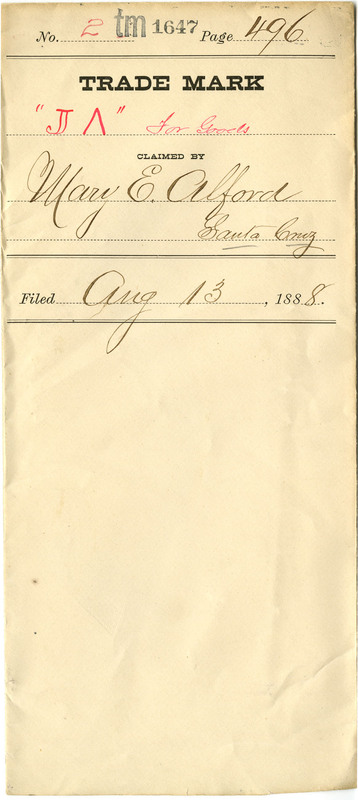 No. 2 tm 1647 Page 496
TRADE MARK
"Д Λ" For Goods
CLAIMED BY
Mary E. Alford
Santa Cruz
Filed Aug 13, 1888.